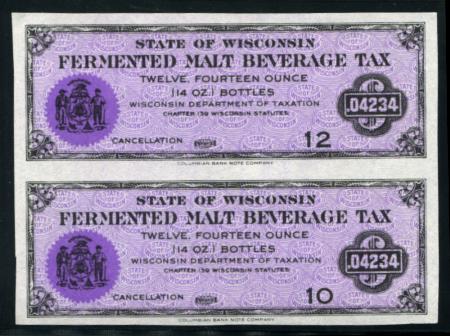 STATE OF WISCONSIN
FERMENTED MALT BEVERAGE TAX
TWELVE, FOURTEEN OUNCE
(14 OZ.) BOTTLES
WISCONSIN DEPARTMENT OF TAXATION
CHAPTER 139 WISCONSIN STATUTES
.04234
CANCELLATION
12
COLUMBIAN BANK NOTE COMPANY
STATE OF WISCONSIN
FERMENTED MALT BEVERAGE TAX
TWELVE, FOURTEEN OUNCE
(14 OZ.) BOTTLES
WISCONSIN DEPARTMENT OF TAXATION
CHAPTER 139 WISCONSIN STATUTES
.04234
CANCELLATION
10
COLUMBIAN BANK NOTE COMPANY